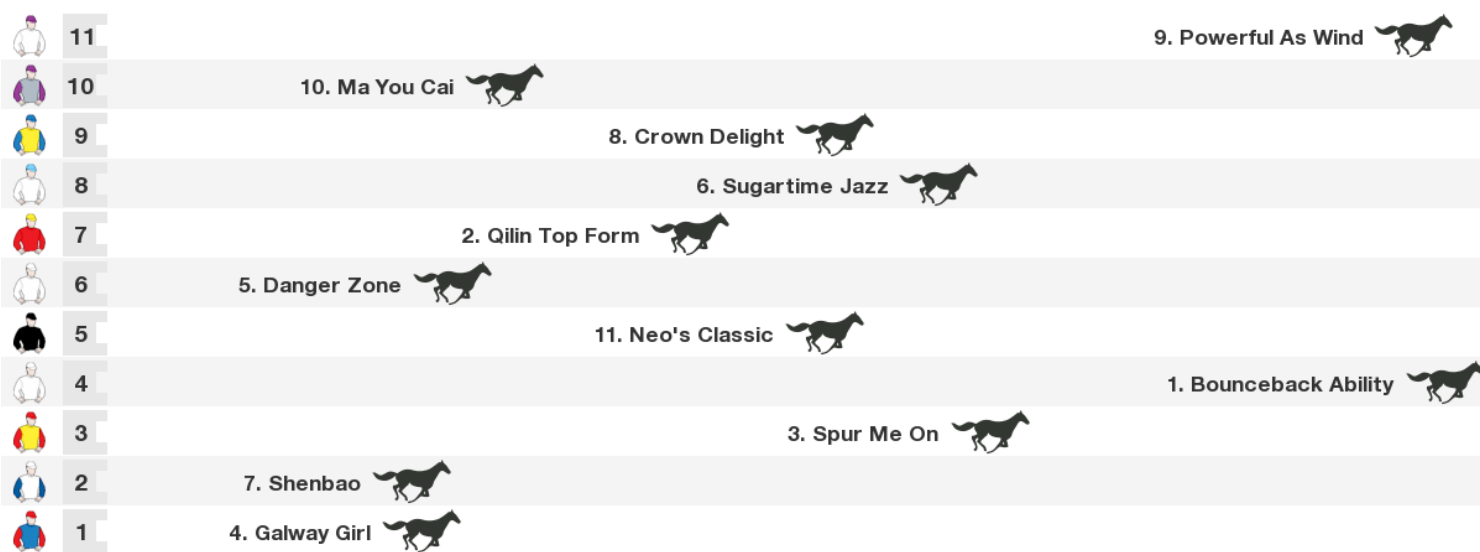 11 9. Powerful As Wind
10 10. Ma You Cai
9 8. Crown Delight
8 6. Sugartime Jazz
7 2. Qilin Top Form
6 5. Danger Zone
5 11. Neo's Classic
4 1. Bounceback Ability
3 3. Spur Me On
2 7. Shenbao
1 4. Galway Girl